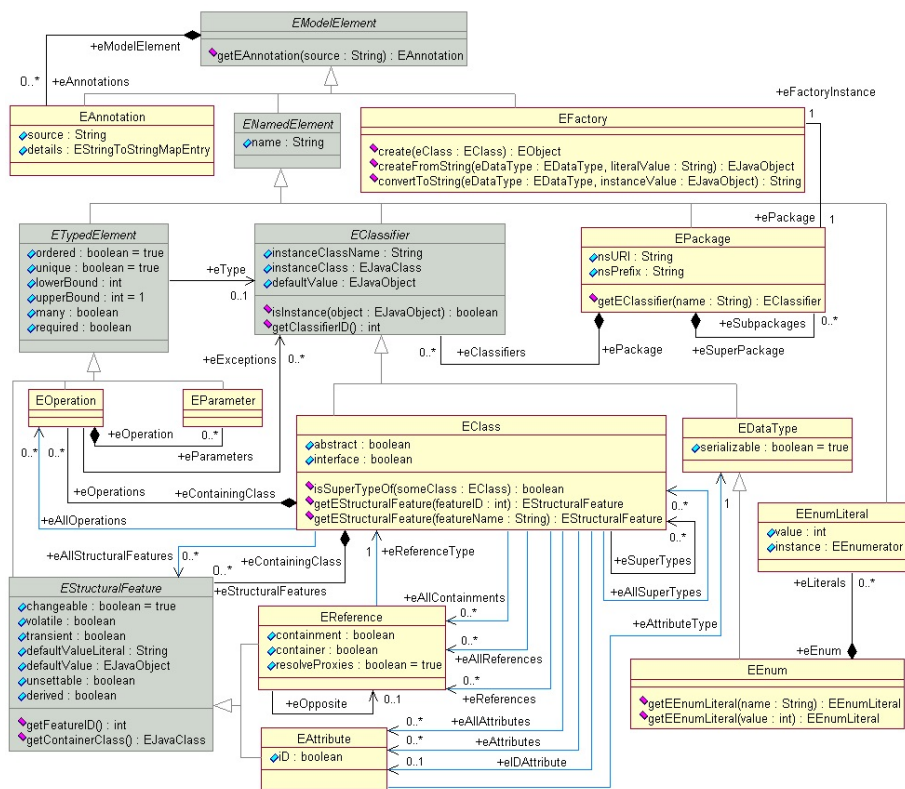 EModelElement
getEAnnotation(source : String) : EAnnotation
+eModelElement
0..*
+eAnnotations
EAnnotation
source : String
details : EStringToStringMapEntry
ENamedElement
name : String
EFactory
create(eClass : EClass) : EObject
createFromString(eDataType : EDataType, literalValue : String) : EJavaObject
convertToString(eDataType : EDataType, instanceValue : EJavaObject) : String
+eFactoryInstance
1
+ePackage
1
ETypedElement
ordered : boolean = true
unique : boolean = true
lowerBound : int
upperBound : int = 1
many : boolean
required : boolean
+eType
0..1
EClassifier
instanceClassName : String
instanceClass : EJavaClass
defaultValue : EJavaObject
isInstance(object : EJavaObject) : boolean
getClassifierID() : int
EPackage
nsURI : String
nsPrefix : String
getEClassifier(name : String) : EClassifier
+eSubpackages
0..*
+eSuperPackage
+eExceptions
0..*
0..*
+eClassifiers
+ePackage
EOperation
EParameter
+eOperation
0..*
+eParameters
0..*
0..*
+eOperations
+eContainingClass
+eAllOperations
EClass
abstract : boolean
interface : boolean
isSuperTypeOf(someClass : EClass) : boolean
getEStructuralFeature(featureID : int) : EStructuralFeature
getEStructuralFeature(featureName : String) : EStructuralFeature
EDataType
serializable : boolean = true
1
0..*
0..*
+eSuperTypes
+eAllSuperTypes
+eAttributeType
EEnumLiteral
value : int
instance : EEnumerator
+eLiterals
0..*
+eEnum
EEnum
getEEnumLiteral(name : String) : EEnumLiteral
getEEnumLiteral(value : int) : EEnumLiteral
+eAllStructuralFeatures
0..*
+eContainingClass
0..*
+eStructuralFeatures
1
+eReferenceType
EStructuralFeature
changeable : boolean = true
volatile : boolean
transient : boolean
defaultValueLiteral : String
defaultValue : EJavaObject
unsettable : boolean
derived : boolean
getFeatureID() : int
getContainerClass() : EJavaClass
EReference
containment : boolean
container : boolean
resolveProxies : boolean = true
+eAllContainments
0..*
0..*
+eAllReferences
0..*
+eReferences
+eOpposite
0..1
EAttribute
iD : boolean
0..*
+eAllAttributes
0..*
+eAttributes
0..1
+eIDAttribute